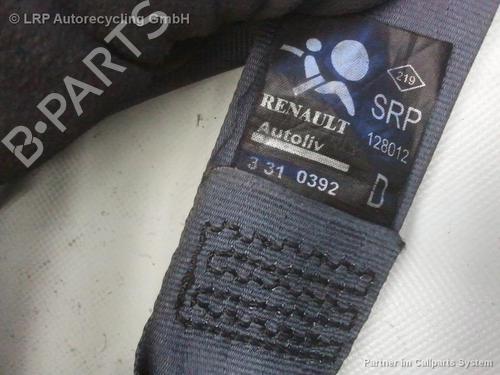 © LRP Autorecycling GmbH
B-PARTS
219
SRP
128012
RENAULT
Autoliv
3 31 0392
D
Partner im Callparts System